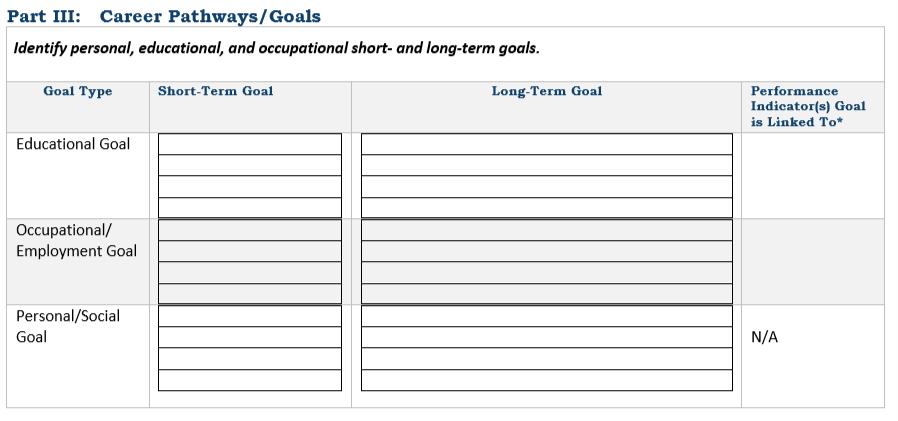 Part III: Career Pathways/Goals
Identify personal, educational, and occupational short- and long-term goals.
Goal Type
Short-Term Goal
Long-Term Goal
Performance
Indicator(s) Goal
is Linked To*
Educational Goal
Occupational/
Employment Goal
Personal/Social
Goal
N/A